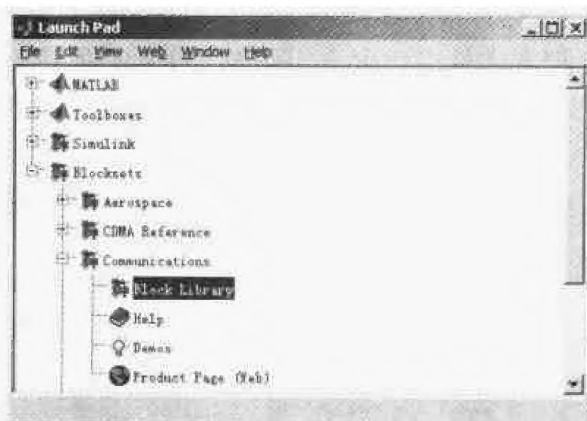 Launch Pad
File Edit View Web Window Help
MATLAB
Toolboxes
Simulink
Blocksets
Aerospace
CDMA Reference
Communications
Block Library
Help
Demos
Product Page (Web)